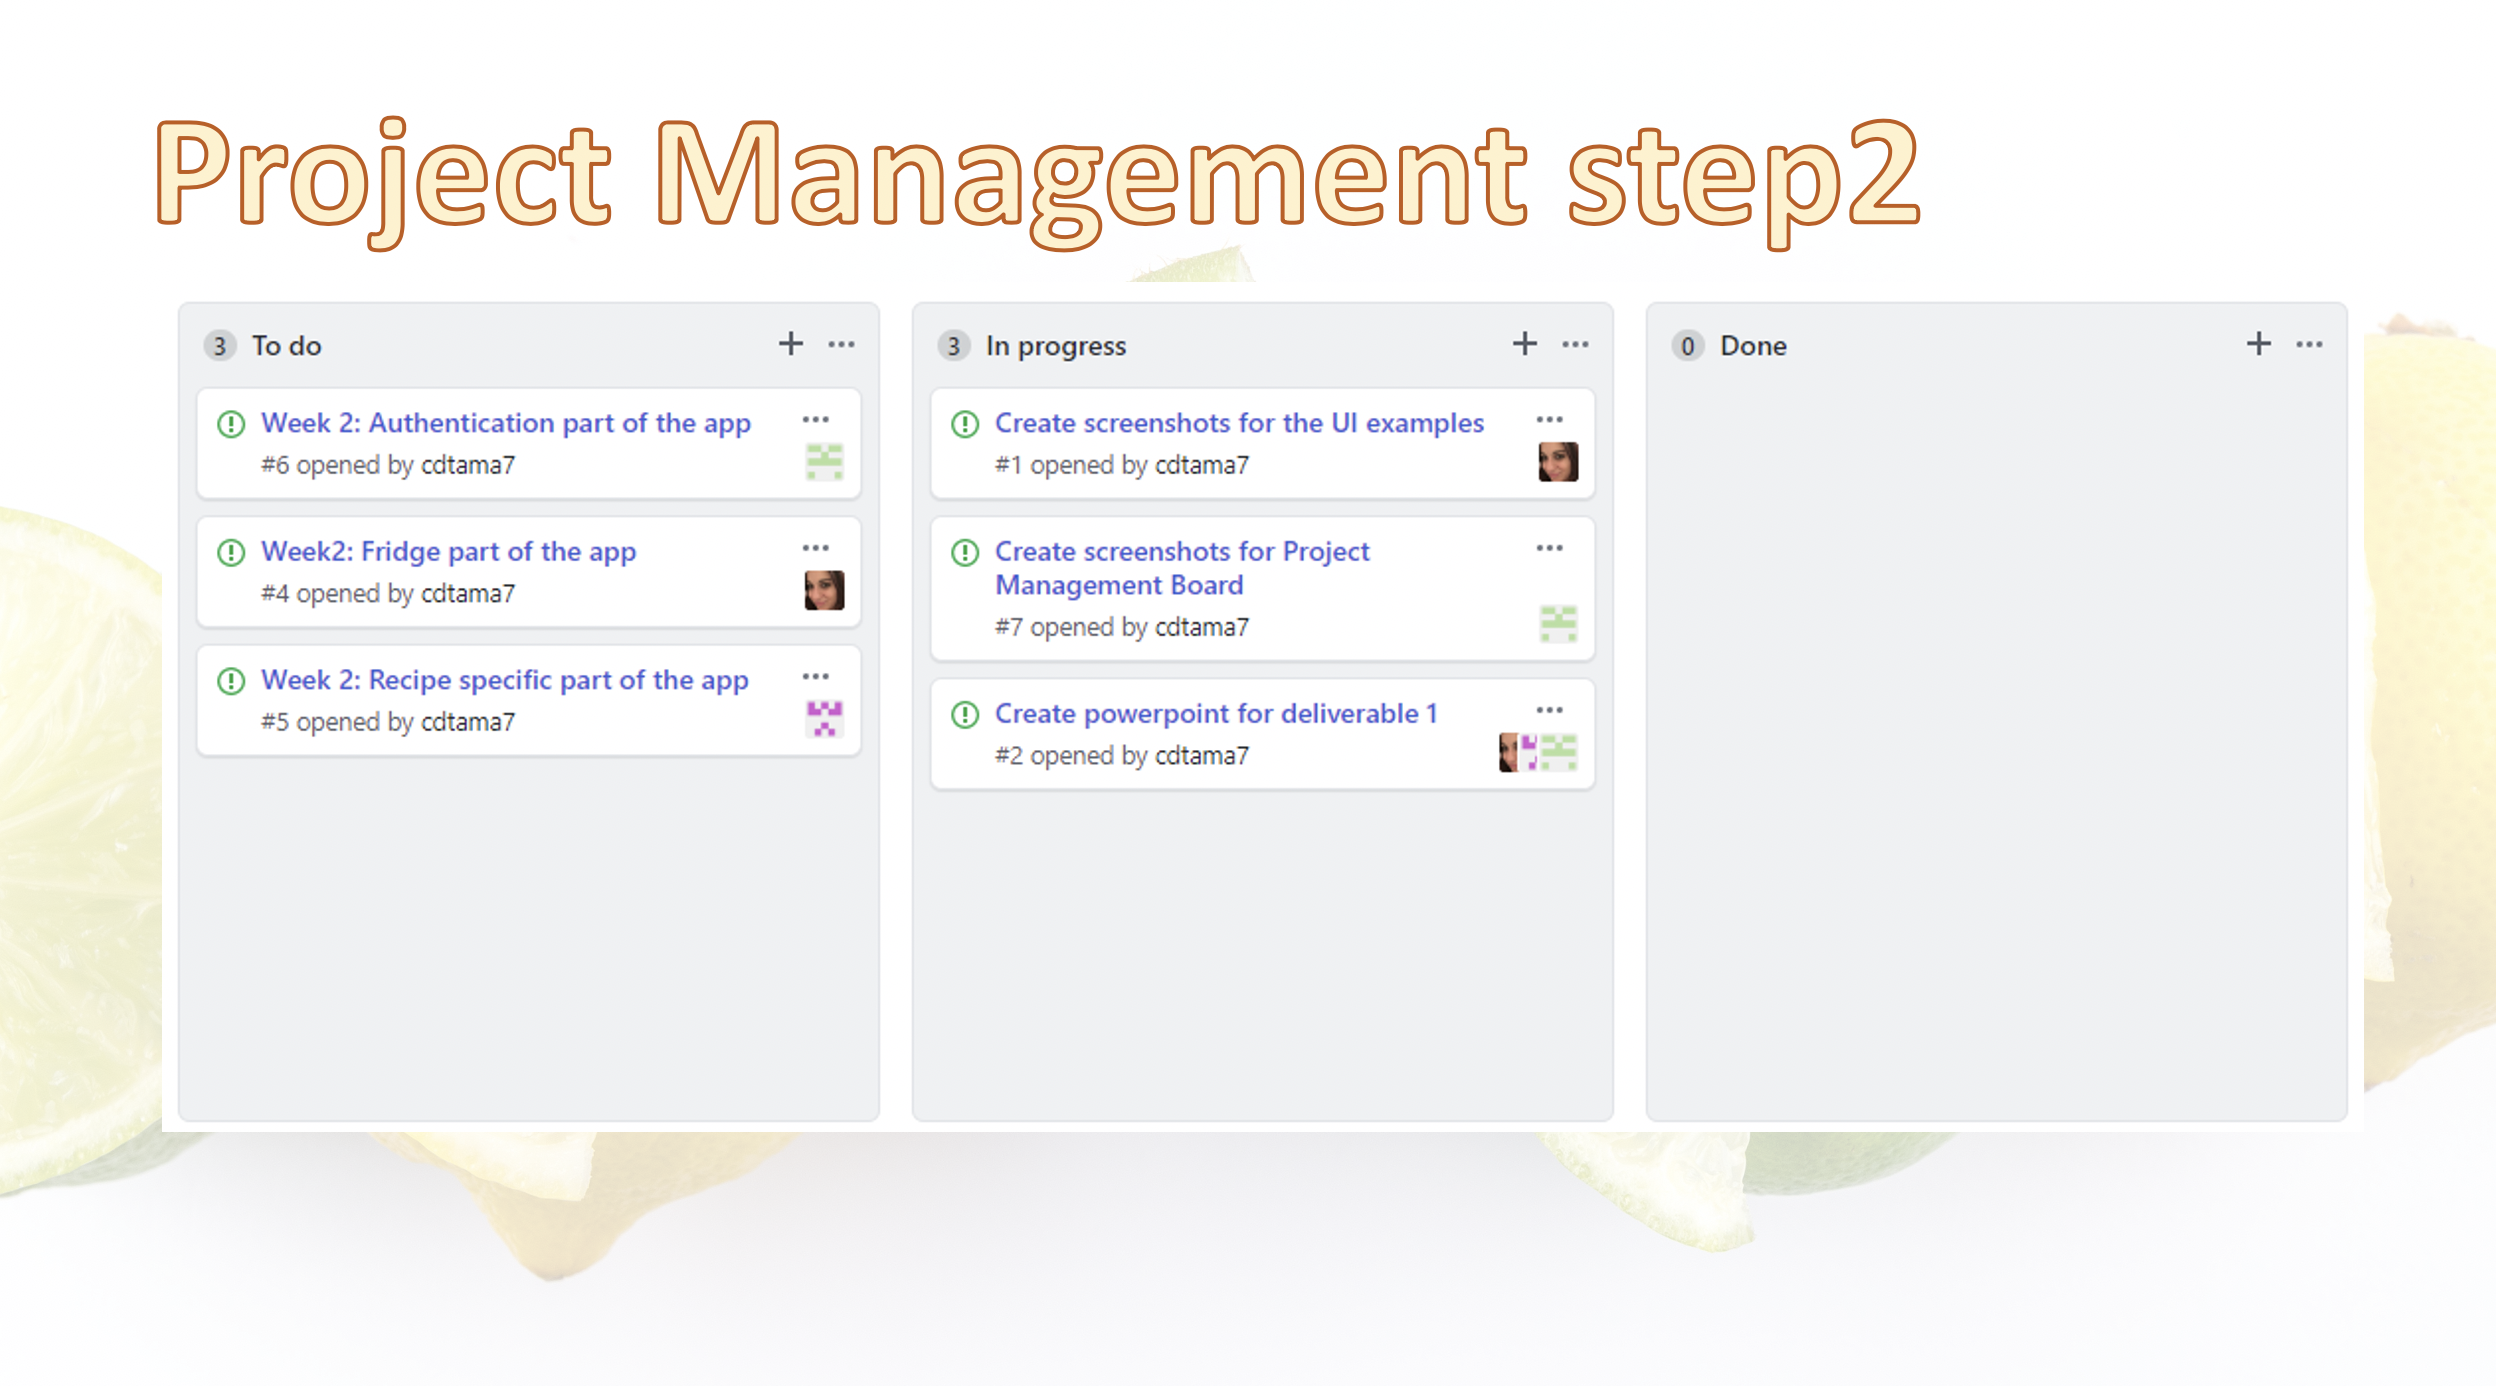 Project Management step2
3 To do
Week 2: Authentication part of the app
#6 opened by cdtama7
Week2: Fridge part of the app
#4 opened by cdtama7
Week 2: Recipe specific part of the app
#5 opened by cdtama7
3 In progress
Create screenshots for the UI examples
#1 opened by cdtama7
Create screenshots for Project
Management Board
#7 opened by cdtama7
Create powerpoint for deliverable 1
#2 opened by cdtama7
0 Done